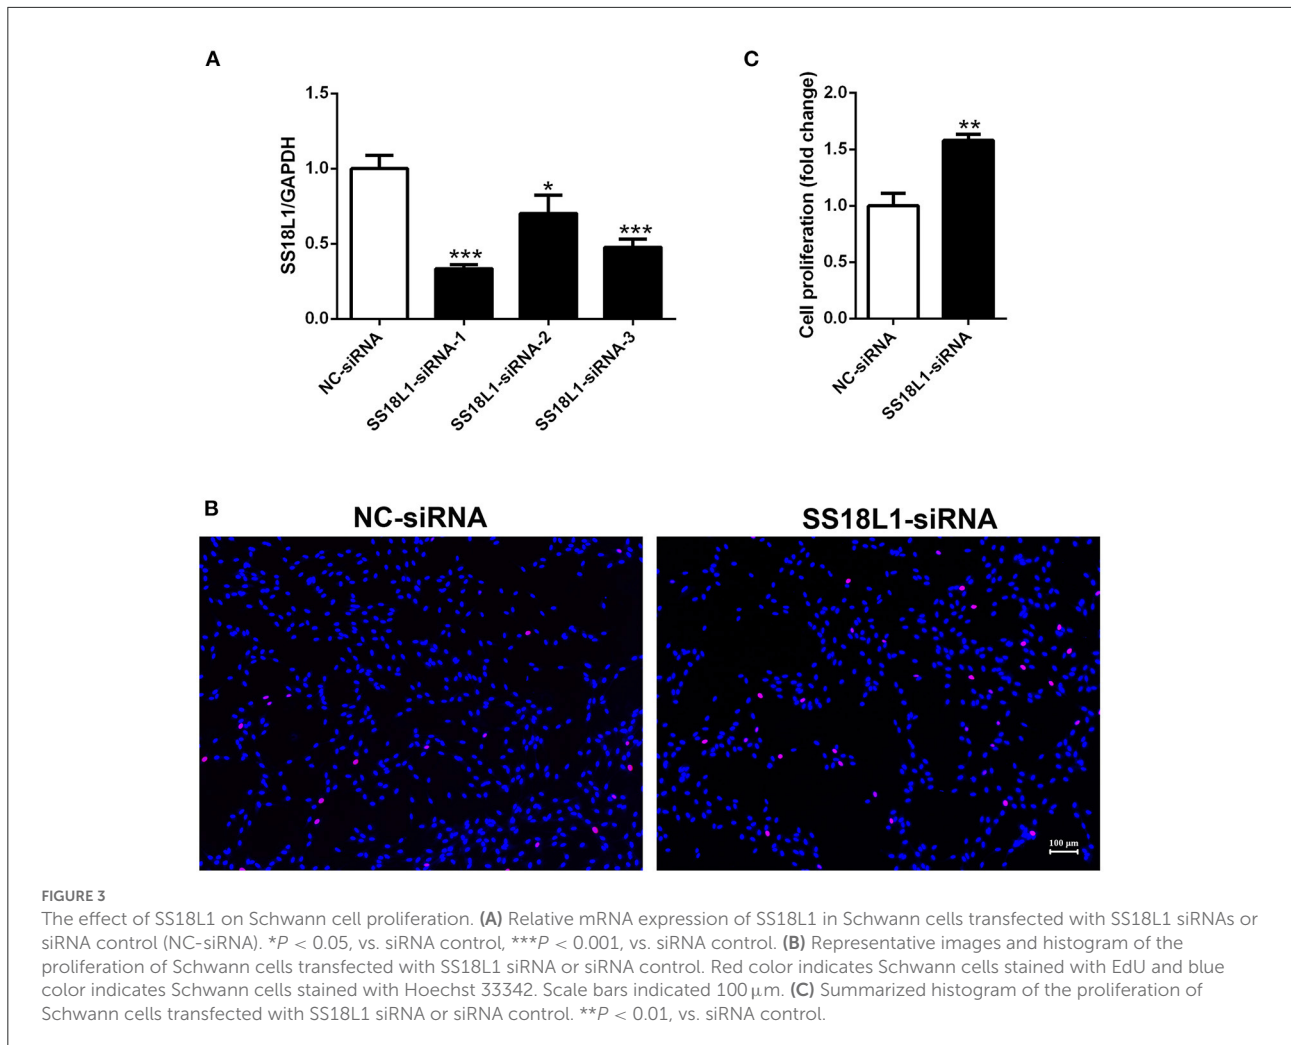 A
C
SS18L1/GAPDH
1.5
1.0
0.5
0.0
***
*
***
NC-siRNA
SS18L1-siRNA-1
SS18L1-siRNA-2
SS18L1-siRNA-3
Cell proliferation (fold change)
2.0
1.5
1.0
0.5
0.0
**
NC-siRNA
SS18L1-siRNA
B
NC-siRNA
SS18L1-siRNA
100 μm
FIGURE 3
The effect of SS18L1 on Schwann cell proliferation. (A) Relative mRNA expression of SS18L1 in Schwann cells transfected with SS18L1 siRNAs or
siRNA control (NC-siRNA). *P < 0.05, vs. siRNA control, ***P < 0.001, vs. siRNA control. (B) Representative images and histogram of the
proliferation of Schwann cells transfected with SS18L1 siRNA or siRNA control. Red color indicates Schwann cells stained with EdU and blue
color indicates Schwann cells stained with Hoechst 33342. Scale bars indicated 100 μm. (C) Summarized histogram of the proliferation of
Schwann cells transfected with SS18L1 siRNA or siRNA control. **P < 0.01, vs. siRNA control.